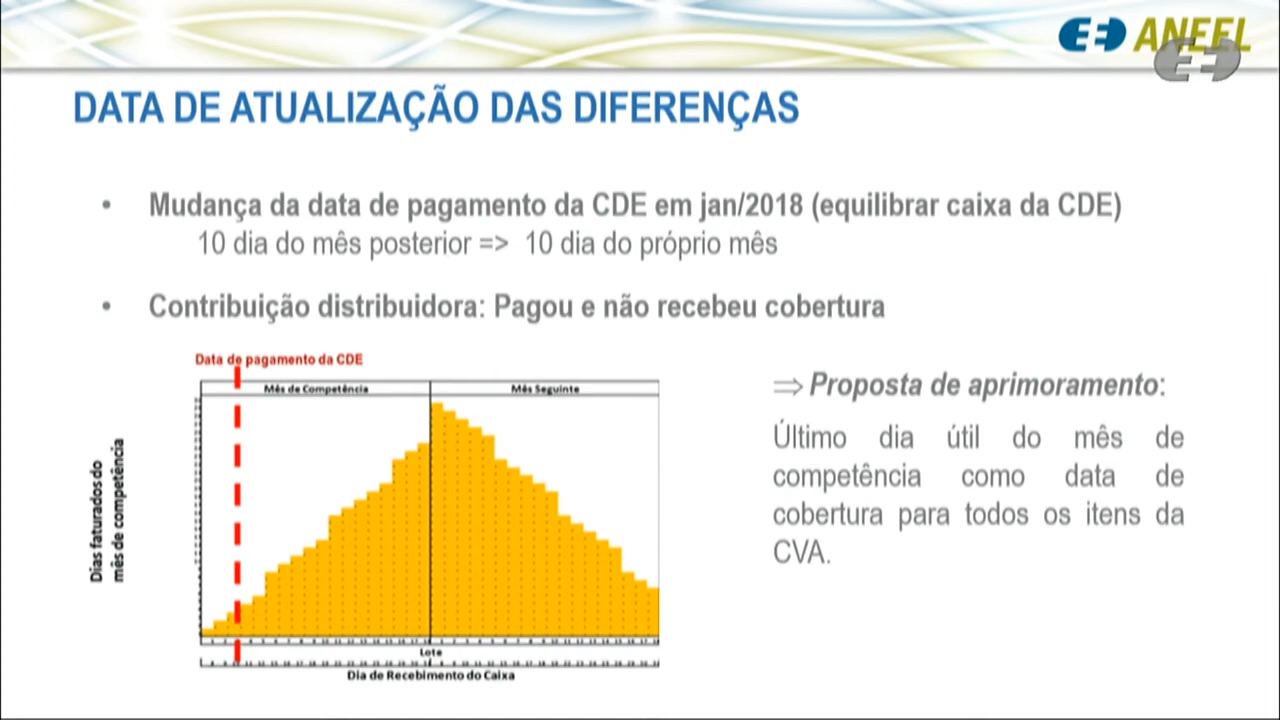 ANEEL
DATA DE ATUALIZAÇÃO DAS DIFERENÇAS
• Mudança da data de pagamento da CDE em jan/2018 (equilibrar caixa da CDE)
10 dia do mês posterior => 10 dia do próprio mês
• Contribuição distribuidora: Pagou e não recebeu cobertura
Data de pagamento da CDE
Mês de Competência Mês Seguinte
Dias faturados do
mês de competência
Lote
Dia de Recebimento do Caixa
⇒ Proposta de aprimoramento:
Último dia útil do mês de
competência como data de
cobertura para todos os itens da
CVA.